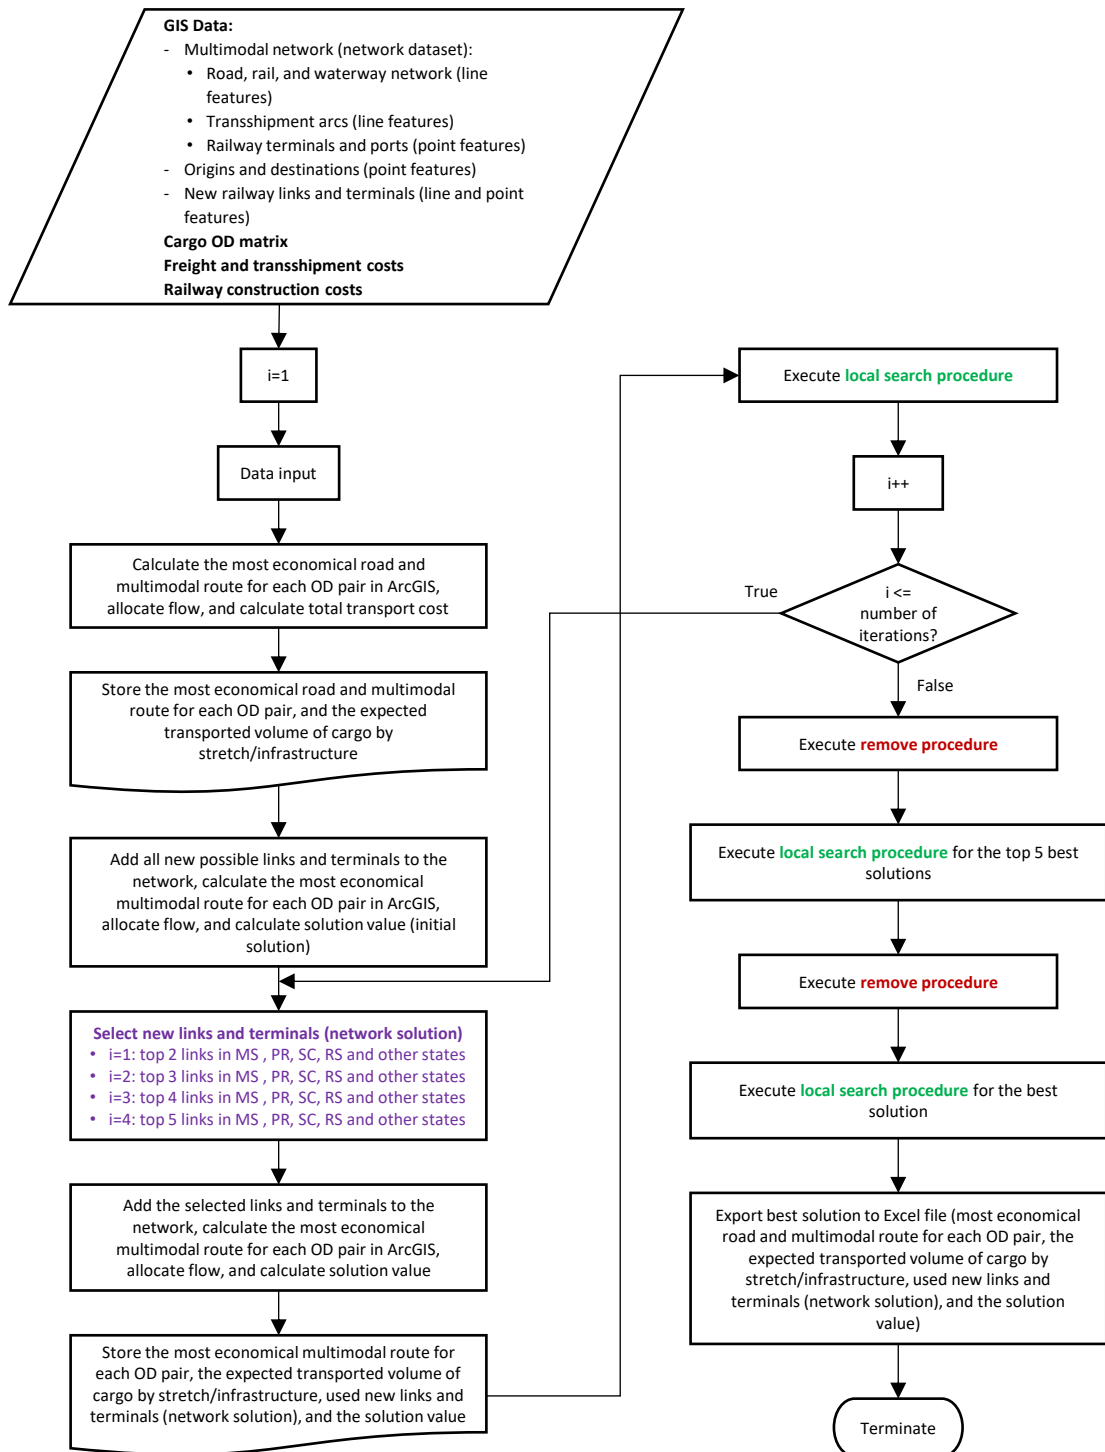 GIS Data:
- Multimodal network (network dataset):
• Road, rail, and waterway network (line
features)
• Transshipment arcs (line features)
• Railway terminals and ports (point features)
- Origins and destinations (point features)
- New railway links and terminals (line and point
features)
Cargo OD matrix
Freight and transshipment costs
Railway construction costs
i=1
Data input
Calculate the most economical road and
multimodal route for each OD pair in ArcGIS,
allocate flow, and calculate total transport cost
Store the most economical road and multimodal
route for each OD pair, and the expected
transported volume of cargo by
stretch/infrastructure
Add all new possible links and terminals to the
network, calculate the most economical
multimodal route for each OD pair in ArcGIS,
allocate flow, and calculate solution value (initial
solution)
Select new links and terminals (network solution)
• i=1: top 2 links in MS , PR, SC, RS and other states
• i=2: top 3 links in MS , PR, SC, RS and other states
• i=3: top 4 links in MS , PR, SC, RS and other states
• i=4: top 5 links in MS , PR, SC, RS and other states
Add the selected links and terminals to the
network, calculate the most economical
multimodal route for each OD pair in ArcGIS,
allocate flow, and calculate solution value
Store the most economical multimodal route for
each OD pair, the expected transported volume of
cargo by stretch/infrastructure, used new links and
terminals (network solution), and the solution value
Execute local search procedure
i++
i <=
number of
iterations?
True
False
Execute remove procedure
Execute local search procedure for the top 5 best
solutions
Execute remove procedure
Execute local search procedure for the best
solution
Export best solution to Excel file (most economical
road and multimodal route for each OD pair, the
expected transported volume of cargo by
stretch/infrastructure, used new links and
terminals (network solution), and the solution
value)
Terminate